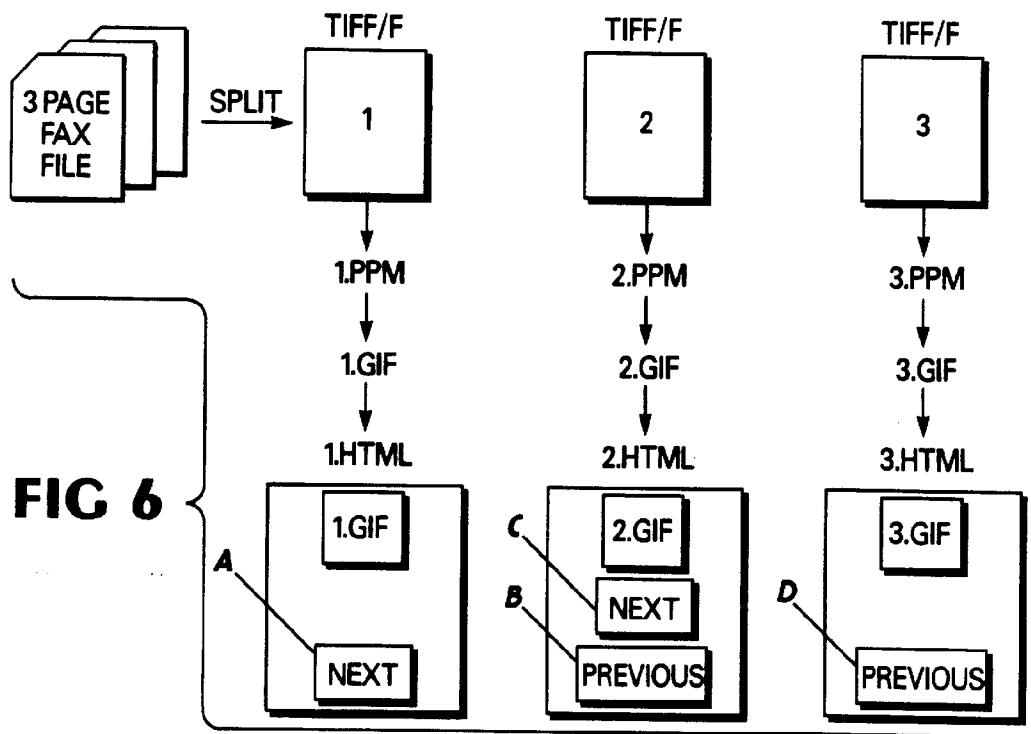 TIFF/F
TIFF/F
TIFF/F
3 PAGE
FAX
FILE
SPLIT
1
2
3
1.PPM
2.PPM
3.PPM
1.GIF
2.GIF
3.GIF
1.HTML
2.HTML
3.HTML
FIG 6
1.GIF
2.GIF
3.GIF
A
C
B
D
NEXT
NEXT
PREVIOUS
PREVIOUS